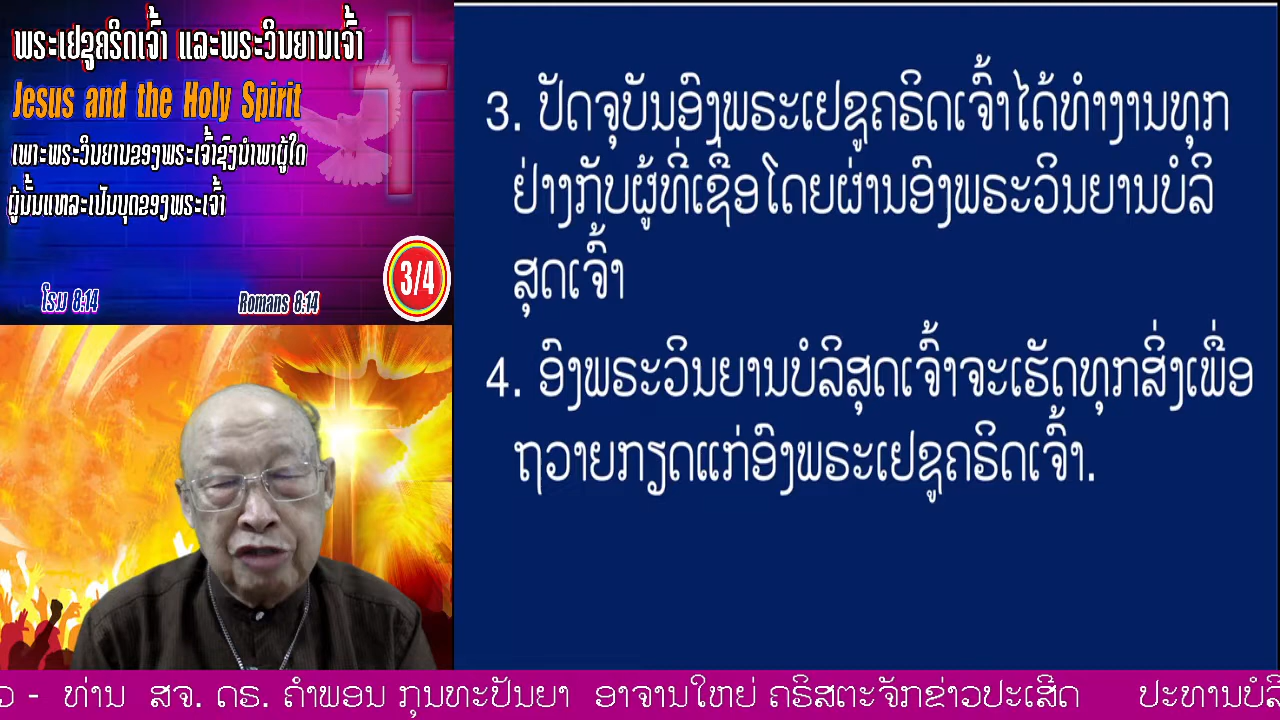 ພຣະເຢຊູຄຣິດເຈົ້າ ແລະພຣະວິນຍານເຈົ້າ
Jesus and the Holy Spirit
ເພາະພຣະວິນຍານຂອງພຣະເຈົ້າຊົງນຳພາຜູ້ໃດ
ຜູ້ນັ້ນແຫລະເປັນບຸດຂອງພຣະເຈົ້າ
3/4
ໂຣມ 8:14 Romans 8:14
3. ປັດຈຸບັນອົງພຣະເຢຊູຄຣິດເຈົ້າໄດ້ທຳງານທຸກ
ຢ່າງກັບຜູ້ທີ່ເຊື່ອໂດຍຜ່ານອົງພຣະວິນຍານບໍລິ
ສຸດເຈົ້າ
4. ອົງພຣະວິນຍານບໍລິສຸດເຈົ້າຈະເຮັດທຸກສິ່ງເພື່ອ
ຖວາຍກຽດແກ່ອົງພຣະເຢຊູຄຣິດເຈົ້າ.
ວ - ທ່ານ ສຈ. ດຣ. ຄຳພອນ ກຸນທະປັນຍາ ອາຈານໃຫຍ່ ຄຣິສຕະຈັກຂ່າວປະເສີດ ປະທານບໍລິ